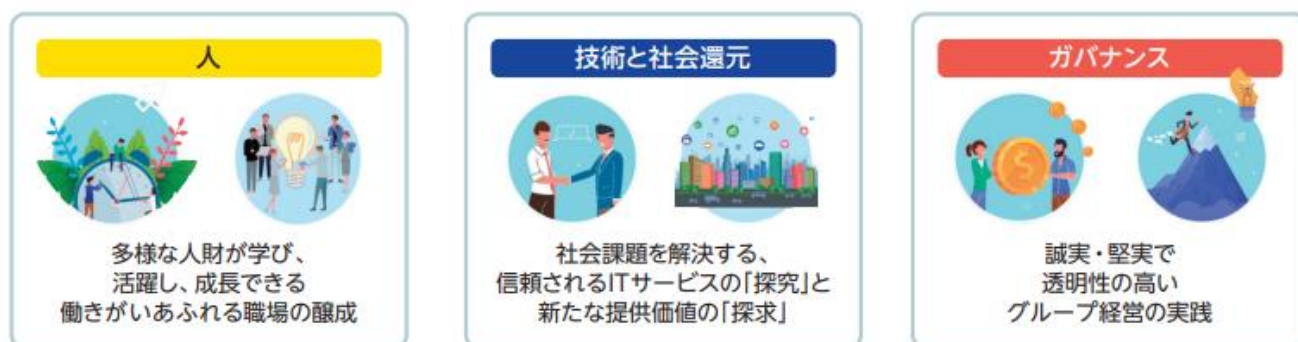 人
多様な人財が学び、
活躍し、成長できる
働きがいあふれる職場の醸成
技術と社会還元
社会課題を解決する、
信頼されるITサービスの「探究」と
新たな提供価値の「探求」
ガバナンス
誠実・堅実で
透明性の高い
グループ経営の実践